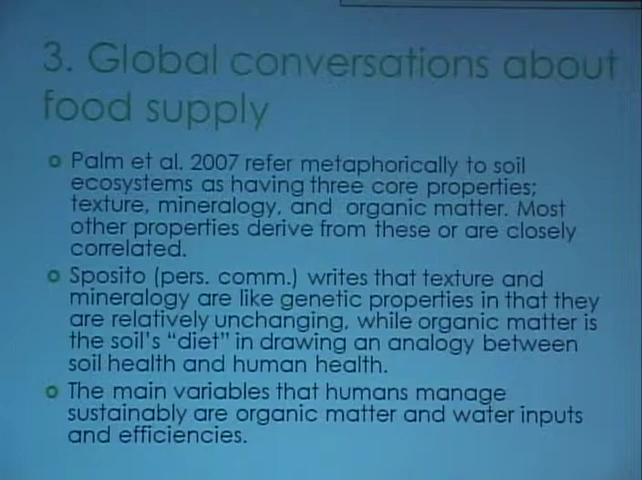 3. Global conversations about
food supply
Palm et al. 2007 refer metaphorically to soil
ecosystems as having three core properties;
texture, mineralogy, and organic matter. Most
other properties derive from these or are closely
correlated.
Sposito (pers. comm.) writes that texture and
mineralogy are like genetic properties in that they
are relatively unchanging, while organic matter is
the soil's "diet" in drawing an analogy between
soil health and human health.
The main variables that humans manage
sustainably are organic matter and water inputs
and efficiencies.